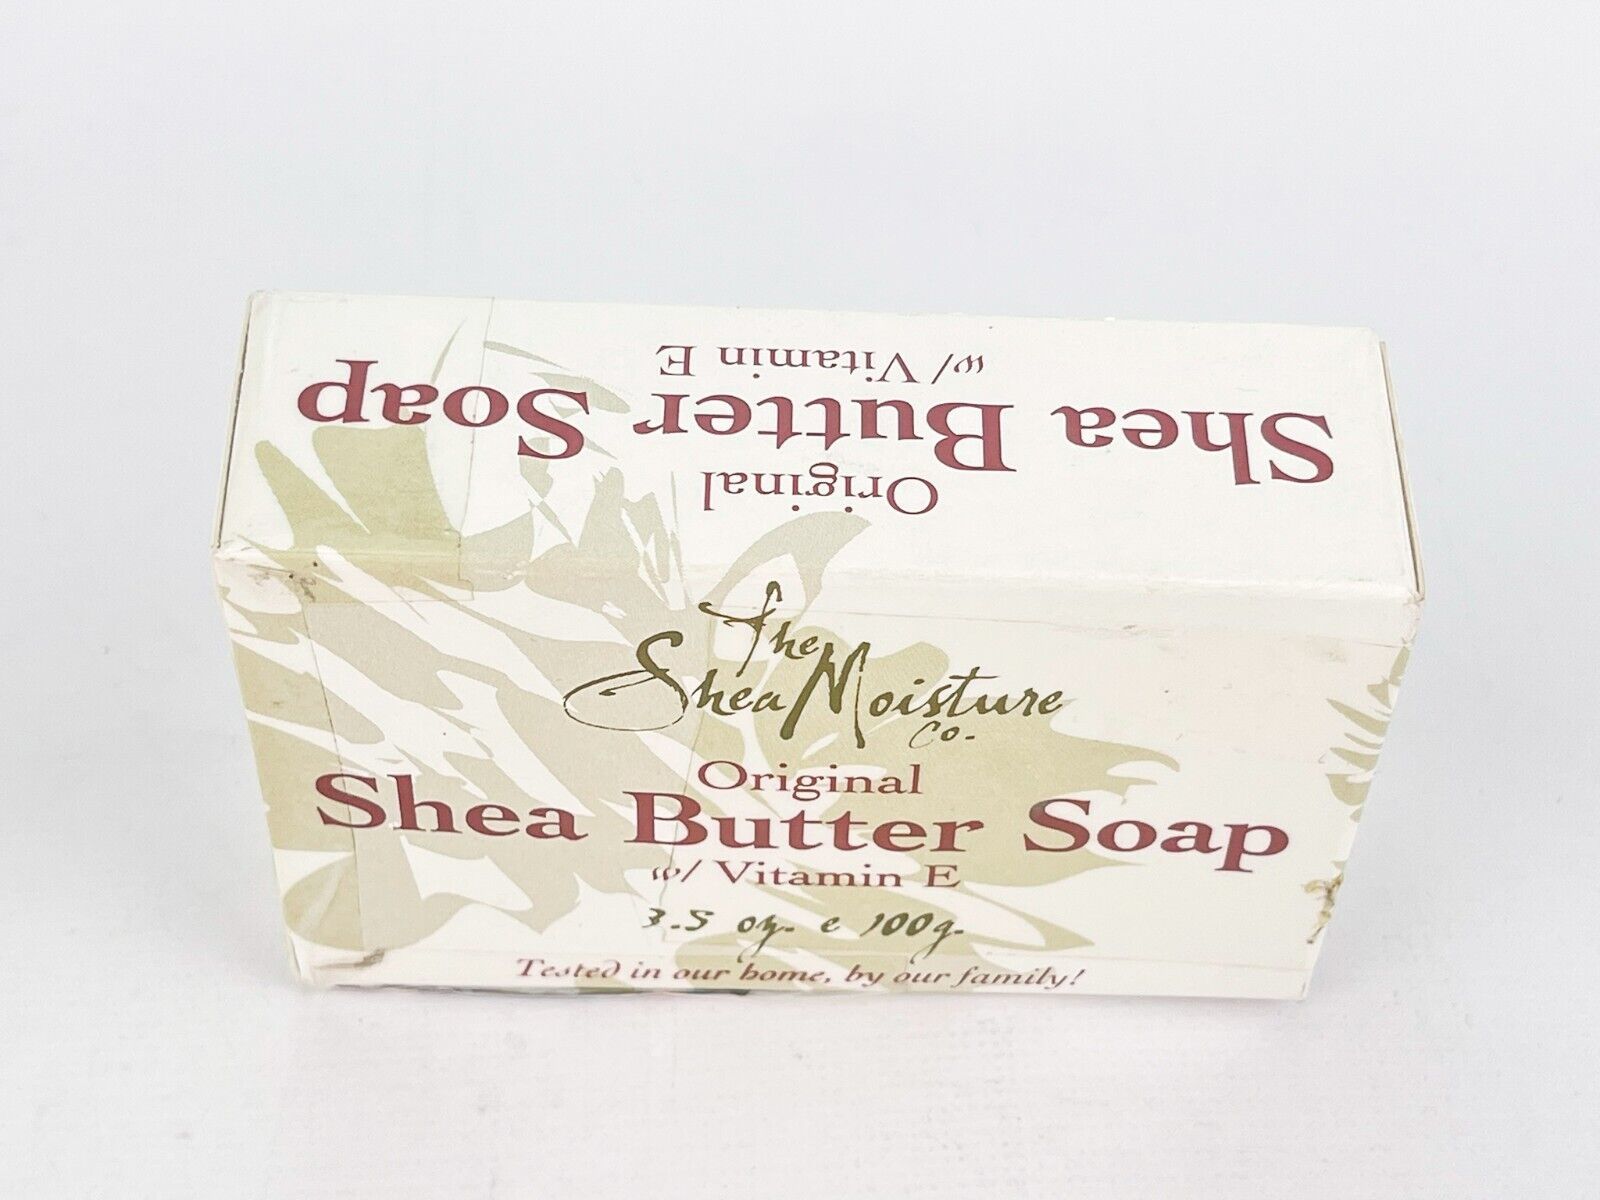 Original
Shea Butter Soap
w/ Vitamin E
The
Shea Moisture
Co.
Original
Shea Butter Soap
w/ Vitamin E
3.5 oz. e 100g.
Tested in our home, by our family!